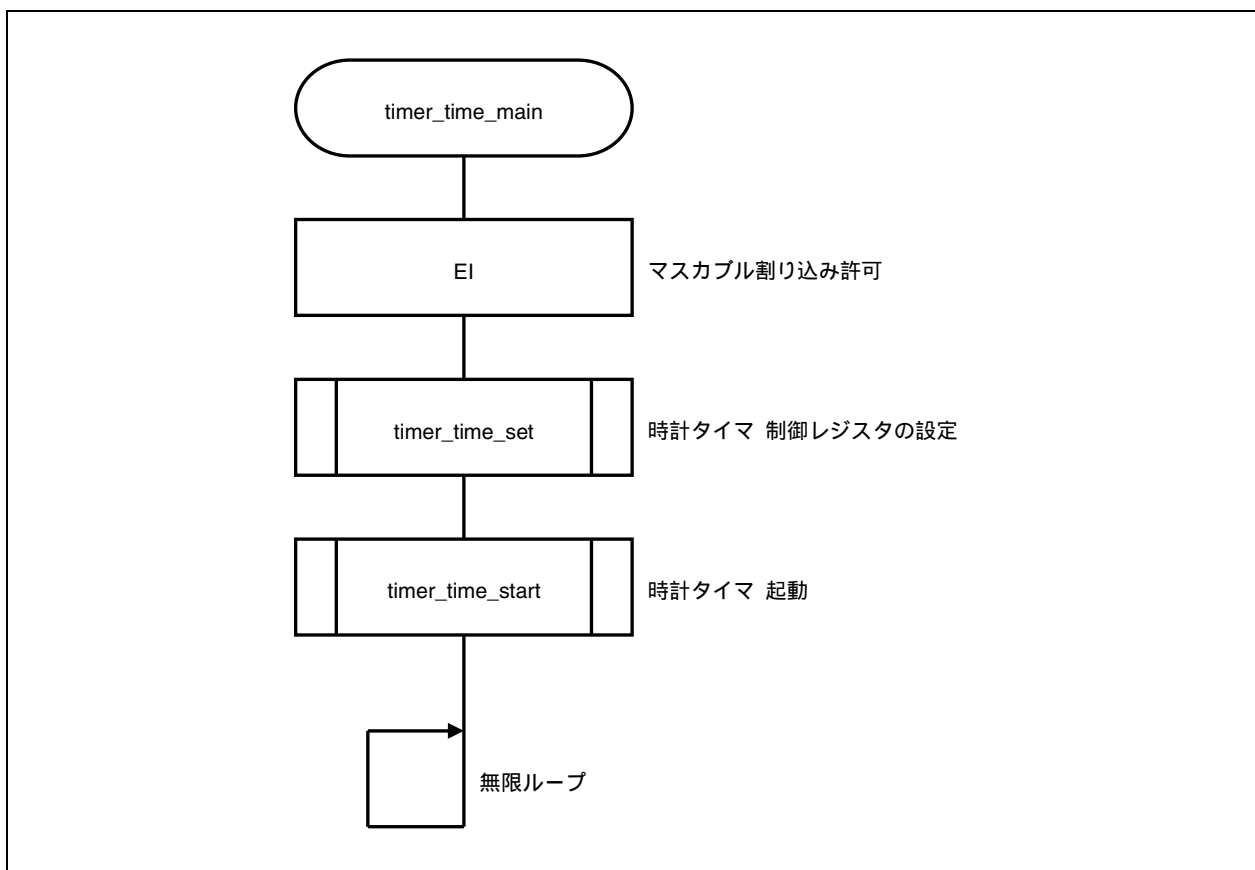 timer_time_main
EI
マスカブル割り込み許可
timer_time_set
時計タイマ 制御レジスタの設定
timer_time_start
時計タイマ 起動
無限ループ